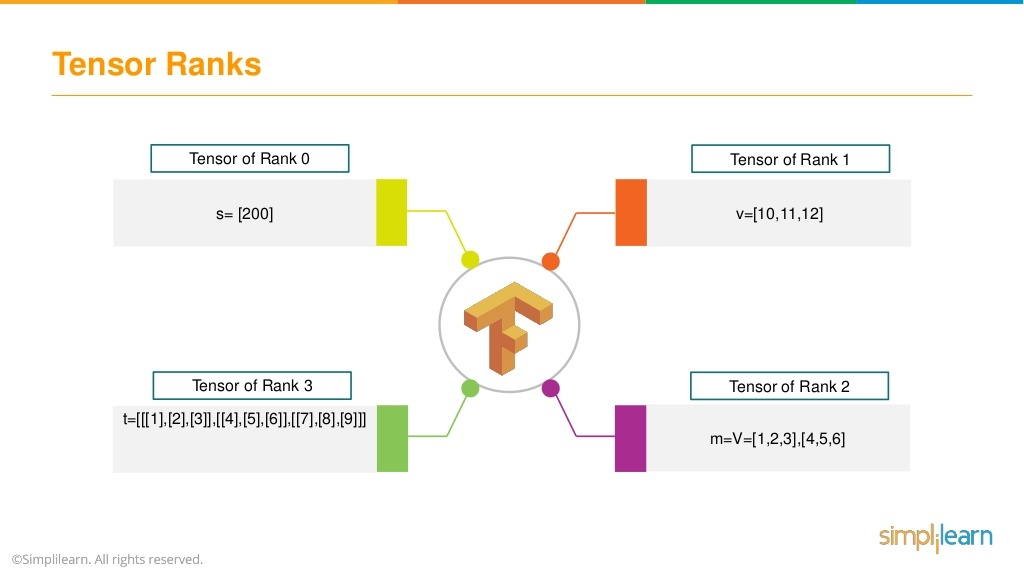 Tensor Ranks
Tensor of Rank 0
s= [200]
Tensor of Rank 1
v=[10,11,12]
Tensor of Rank 3
t=[[[1],[2],[3]],[[4],[5],[6]],[[7],[8],[9]]]
Tensor of Rank 2
m=V=[1,2,3],[4,5,6]
simplilearn
©Simplilearn. All rights reserved.